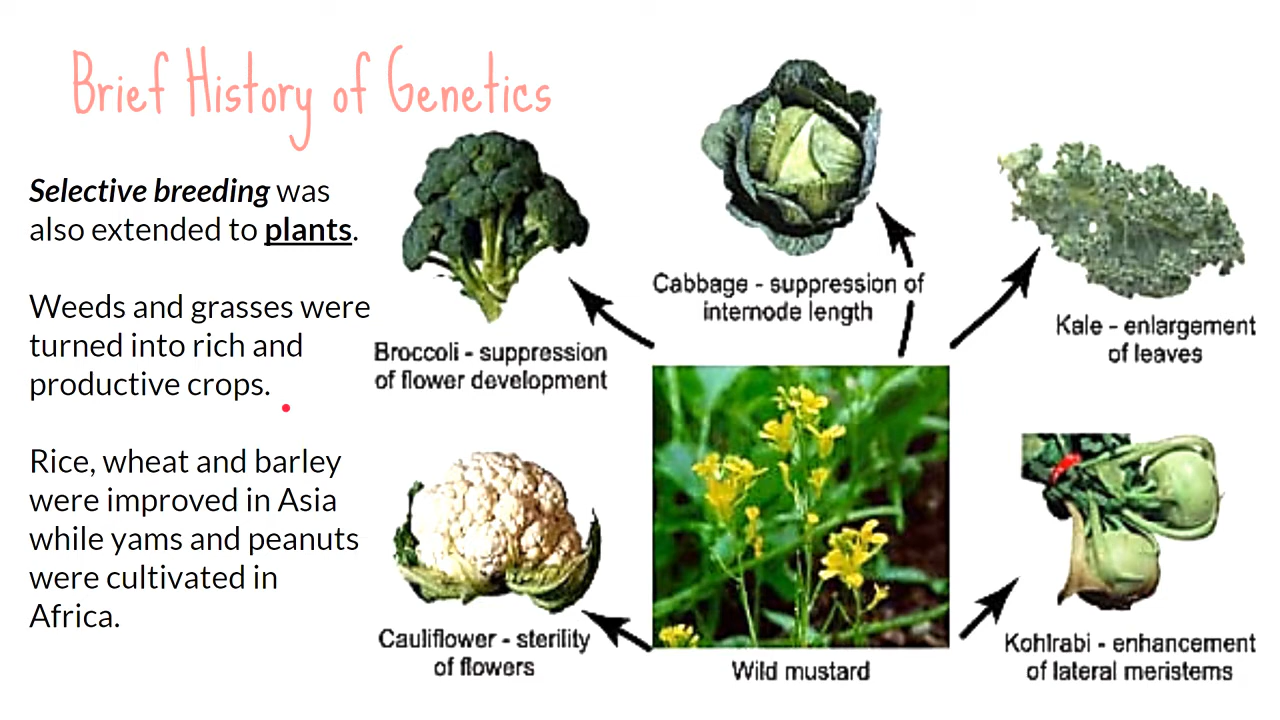 Brief History of Genetics
Selective breeding was
also extended to plants.
Weeds and grasses were
turned into rich and
productive crops.
Rice, wheat and barley
were improved in Asia
while yams and peanuts
were cultivated in
Africa.
Broccoli - suppression
of flower development
Cabbage - suppression of
internode length
Kale - enlargement
of leaves
Cauliflower - sterility
of flowers
Wild mustard
Kohlrabi - enhancement
of lateral meristems